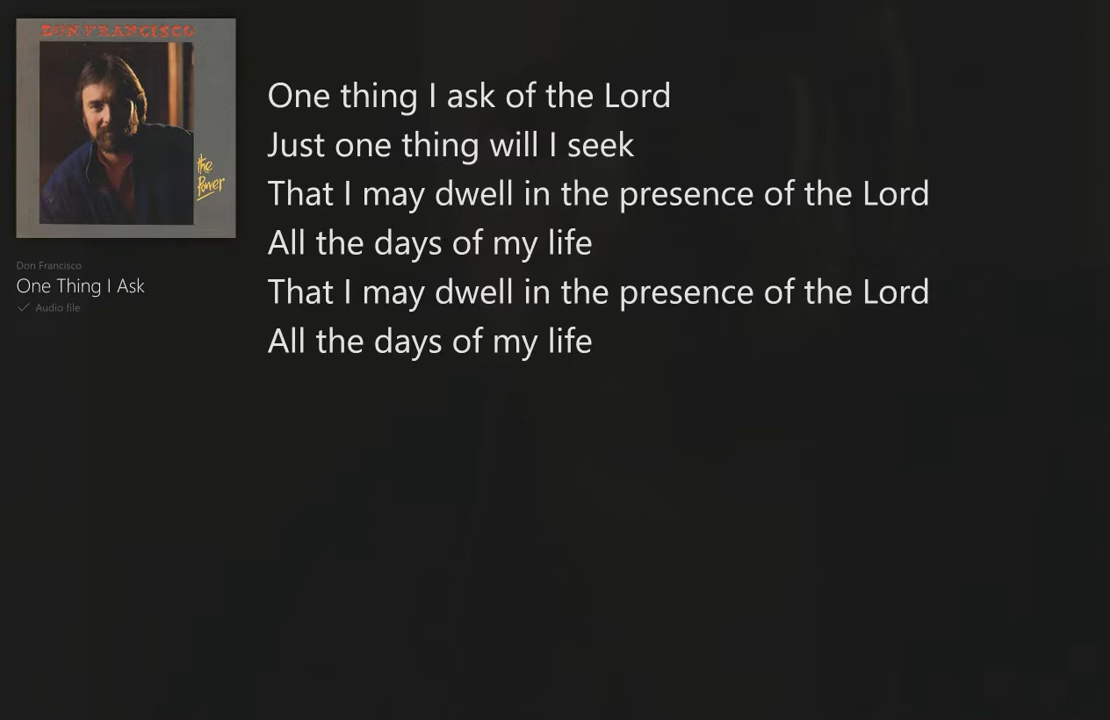 DON FRANCISCO
the
Power
Don Francisco
One Thing I Ask
Audio file
One thing I ask of the Lord
Just one thing will I seek
That I may dwell in the presence of the Lord
All the days of my life
That I may dwell in the presence of the Lord
All the days of my life